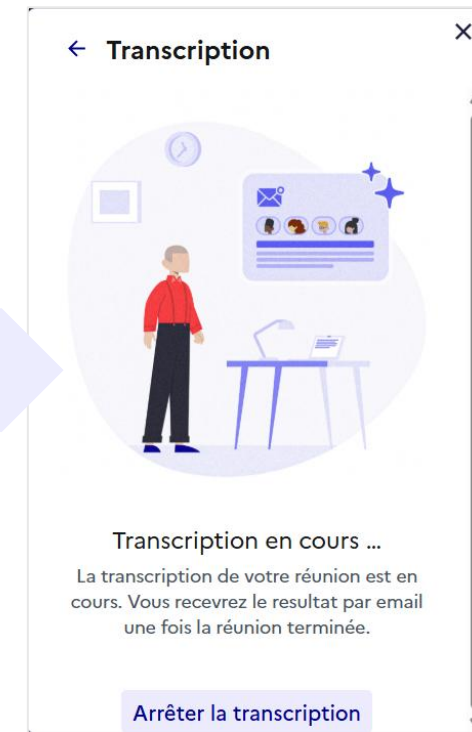 Transcription
Transcription en cours ...
La transcription de votre réunion est en
cours. Vous recevrez le resultat par email
une fois la réunion terminée.
Arrêter la transcription